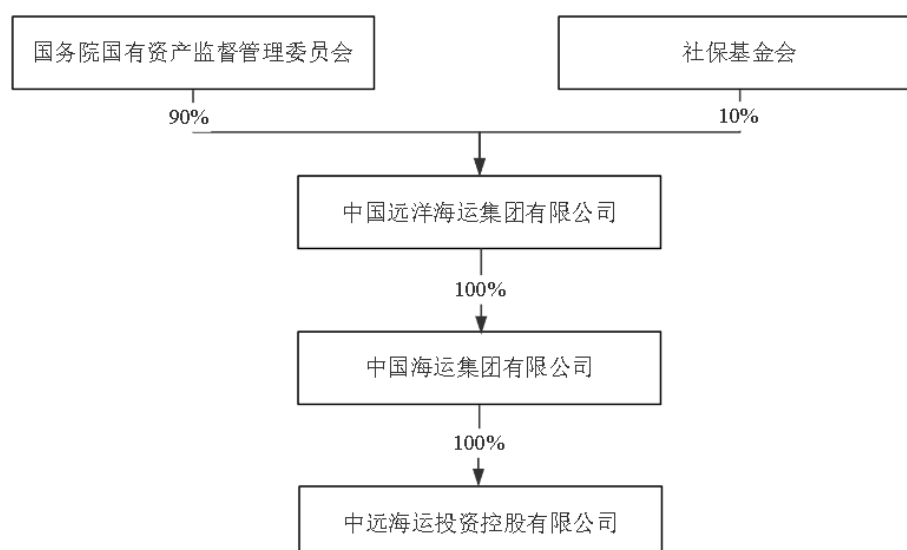 国务院国有资产监督管理委员会
社保基金会
90%
10%
中国远洋海运集团有限公司
100%
中国海运集团有限公司
100%
中远海运投资控股有限公司